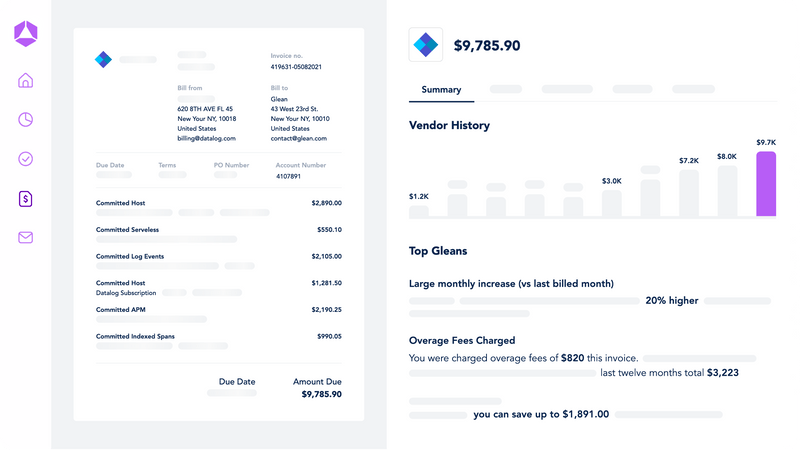 Invoice no.
419631-05082021
Bill from
620 8TH AVE FL 45
New Your NY, 10018
United States
billing@datalog.com
Bill to
Glean
43 West 23rd St.
New Your NY, 10010
United States
contact@glean.com
Due Date
Terms
PO Number
Account Number
4107891
Committed Host $2,890.00
Committed Serveless $550.10
Committed Log Events $2,105.00
Committed Host $1,281.50
Datalog Subscription
Committed APM $2,190.25
Committed Indexed Spans $990.05
Due Date Amount Due
$9,785.90
$9,785.90
Summary
Vendor History
$1.2K
$3.0K
$7.2K
$8.0K
$9.7K
Top Gleans
Large monthly increase (vs last billed month)
20% higher
Overage Fees Charged
You were charged overage fees of $820 this invoice.
last twelve months total $3,223
you can save up to $1,891.00